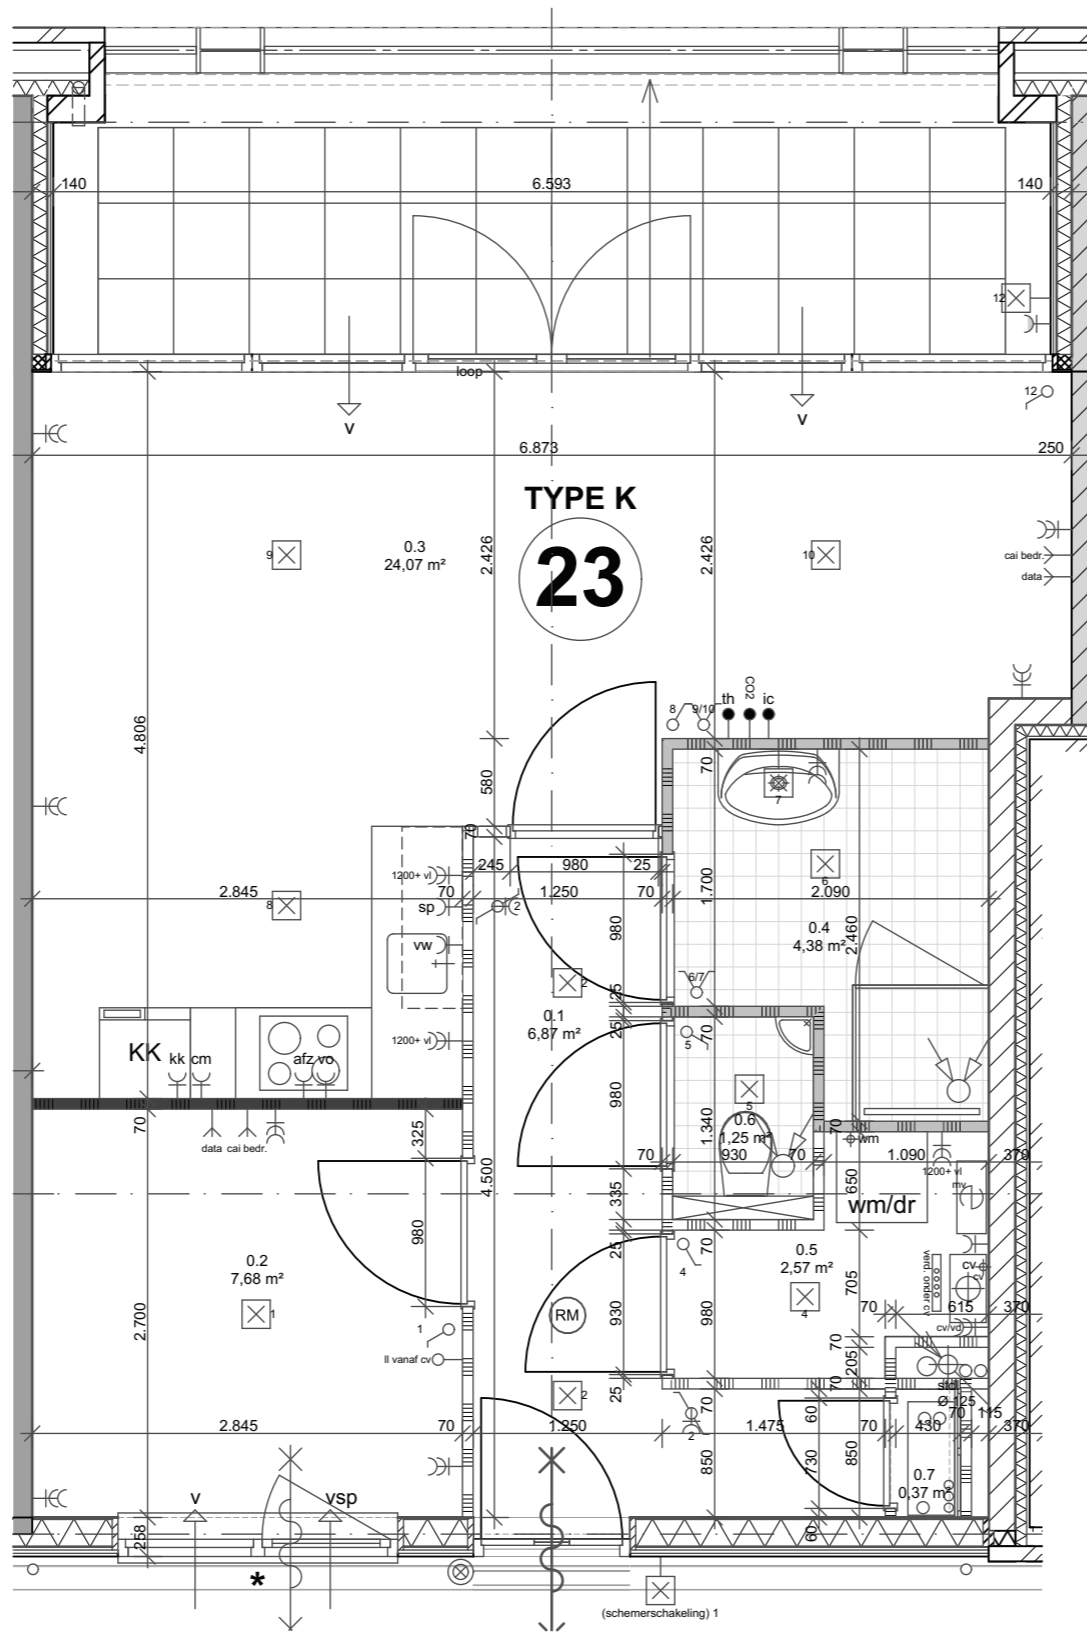 140
6.593
140
12
loop
v
v
12
6.873
250
TYPE K
23
0.3
24,07 m²
2.426
2.426
9
10
cai bedr.
data
4.806
580
70
8
9/10
th
CO2
ic
70
7
245
980
25
1200+ vl
2.845
70
1.250
70
1.700
6
2.090
8
sp
2
vw
980
0.4
4,38 m²
2.460
2
25
6/7
0.1
6,87 m²
25
70
5
1200+ vl
KK
kk
cm
afz
vo
980
5
0.6
1,25 m²
1.340
70
data
cai bedr.
325
70
wm
70
930
70
1.090
370
4.500
335
650
1200+ vl
mv
wm/dr
980
25
70
4
0.5
2,57 m²
705
verd. onder cv
cv
cv
0.2
7,68 m²
1
RM
930
980
4
70
615
370
2.700
1
ll vanaf cv
70
cv/vd
205
70
2
25
70
std
Ø 125
70
115
2.845
70
1.250
2
1.475
60
70
430
370
850
730
850
0.7
0,37 m²
v
vsp
258
60
*
(schemerschakeling) 1